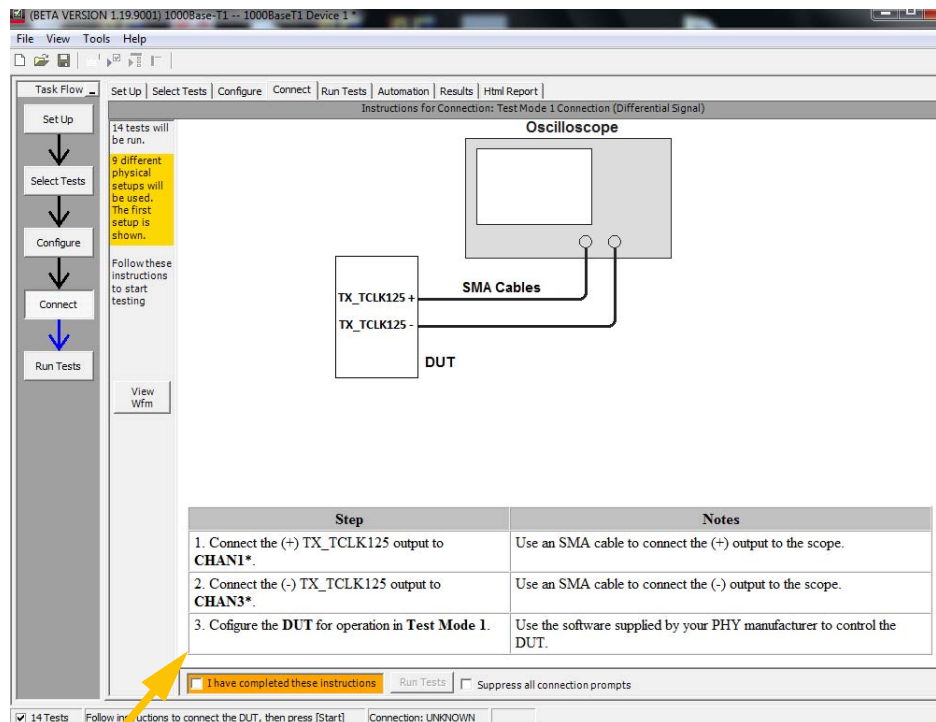 (BETA VERSION 1.19.9001) 1000Base-T1 -- 1000BaseT1 Device 1 *
File View Tools Help
Task Flow
Set Up
Select Tests
Configure
Connect
Run Tests
Set Up Select Tests Configure Connect Run Tests Automation Results Html Report
Instructions for Connection: Test Mode 1 Connection (Differential Signal)
14 tests will
be run.
9 different
physical
setups will
be used.
The first
setup is
shown.
Follow these
instructions
to start
testing
View
Wfm
Oscilloscope
SMA Cables
TX_TCLK125 +
TX_TCLK125 -
DUT
Step Notes
1. Connect the (+) TX_TCLK125 output to Use an SMA cable to connect the (+) output to the scope.
CHAN1*.
2. Connect the (-) TX_TCLK125 output to Use an SMA cable to connect the (-) output to the scope.
CHAN3*.
3. Cofigure the DUT for operation in Test Mode 1. Use the software supplied by your PHY manufacturer to control the
DUT.
I have completed these instructions Run Tests Suppress all connection prompts
14 Tests Follow in uctions to connect the DUT, then press [Start] Connection: UNKNOWN